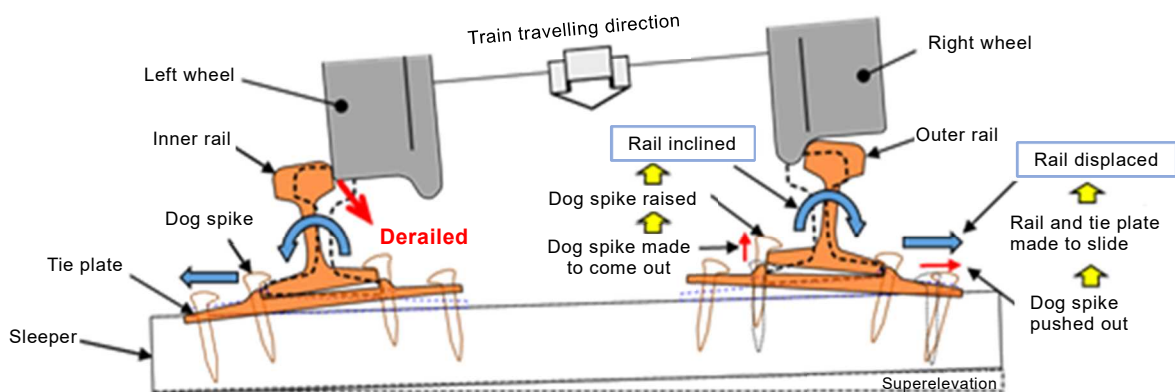 Train travelling direction
Left wheel
Right wheel
Inner rail
Rail inclined
Outer rail
Rail displaced
Dog spike
Dog spike raised
Derailed
Dog spike made
to come out
Rail and tie plate
made to slide
Tie plate
Dog spike
pushed out
Sleeper
Superelevation